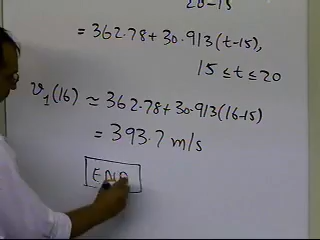 20-15
= 362.78 + 30.913(t-15),
15 ≤ t ≤ 20
v₁(16) ≃ 362.78 + 30.913(16-15)
= 393.7 m/s
END